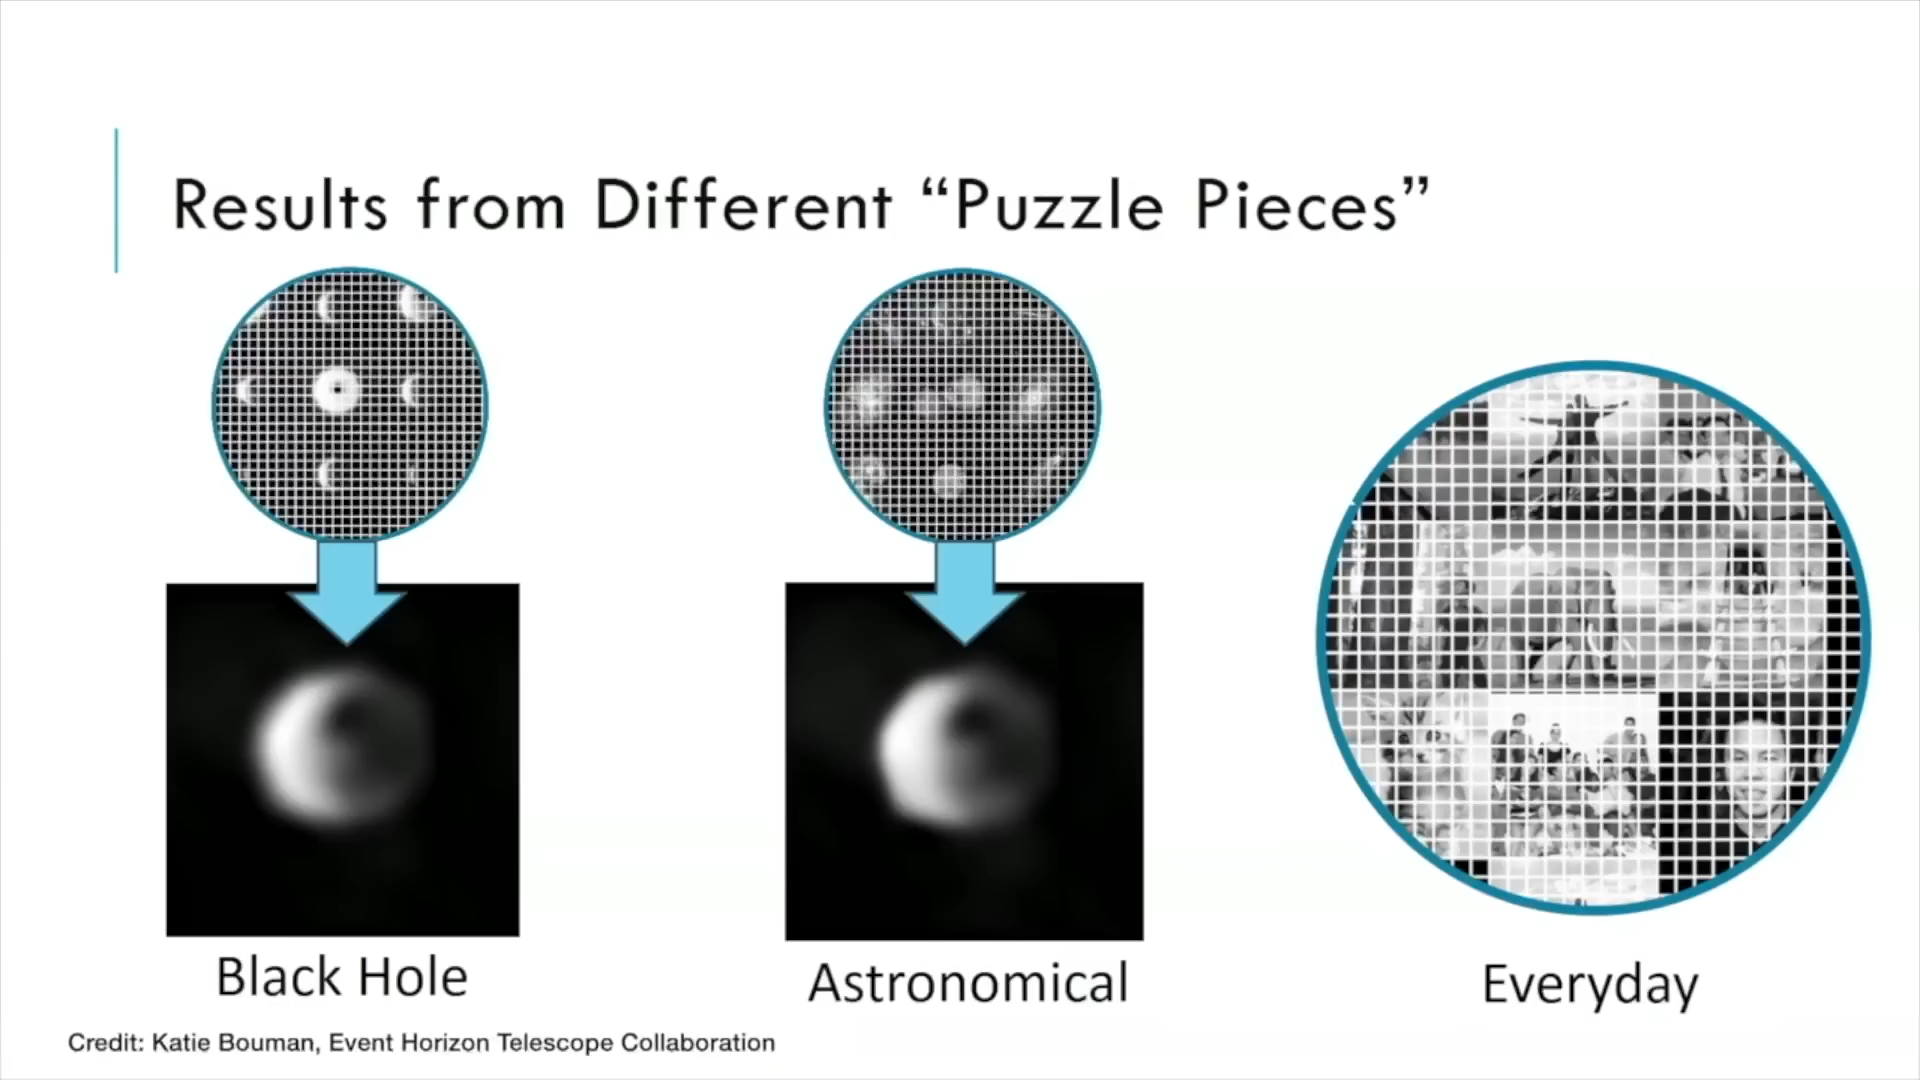 Results from Different “Puzzle Pieces”
Black Hole
Astronomical
Everyday
Credit: Katie Bouman, Event Horizon Telescope Collaboration